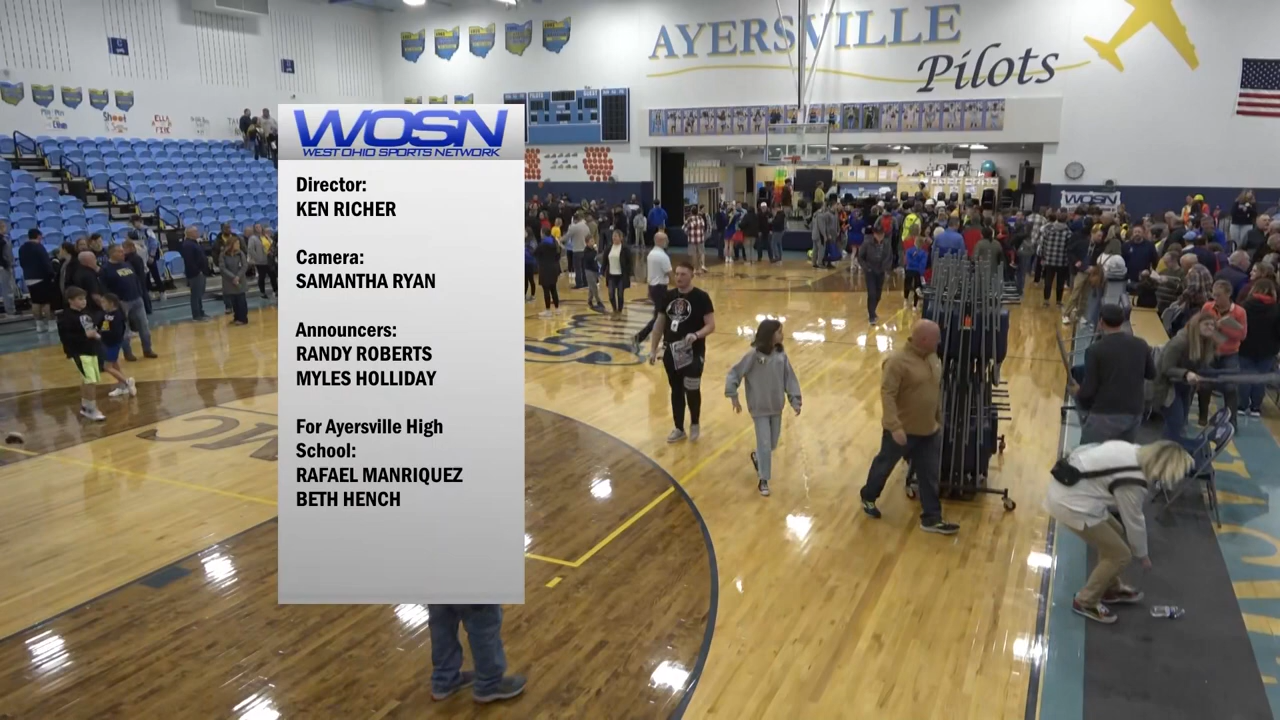 AYERSVILLE
Pilots
WOSN
WEST OHIO SPORTS NETWORK
Director:
KEN RICHER
Camera:
SAMANTHA RYAN
Announcers:
RANDY ROBERTS
MYLES HOLLIDAY
For Ayersville High
School:
RAFAEL MANRIQUEZ
BETH HENCH
WOSN
Shoot